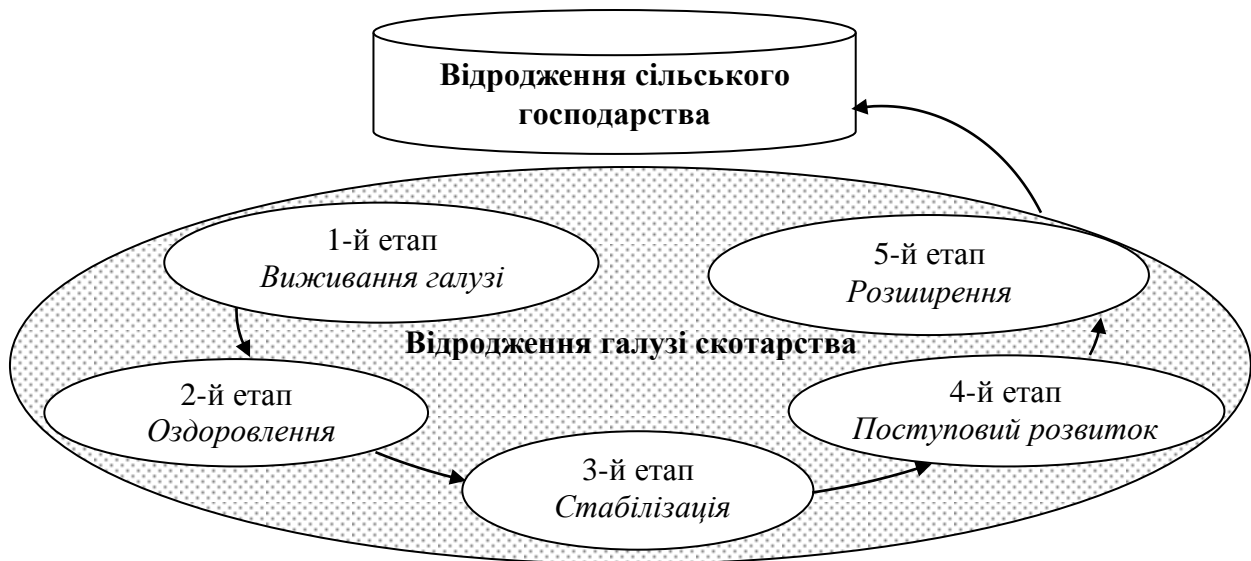 Відродження сільського
господарства
1-й етап
Виживання галузі
5-й етап
Розширення
Відродження галузі скотарства
2-й етап
Оздоровлення
4-й етап
Поступовий розвиток
3-й етап
Стабілізація